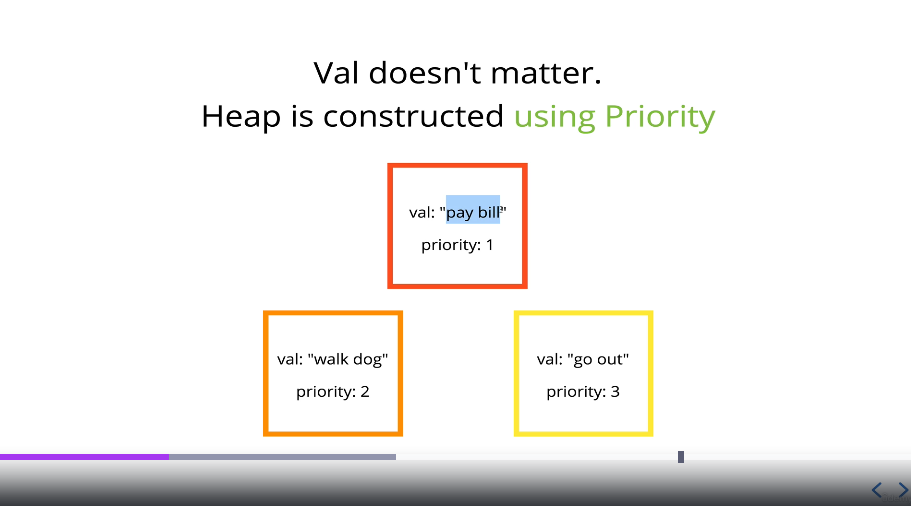 Val doesn't matter.
Heap is constructed using Priority
val: "pay bill"
priority: 1
val: "walk dog"
priority: 2
val: "go out"
priority: 3